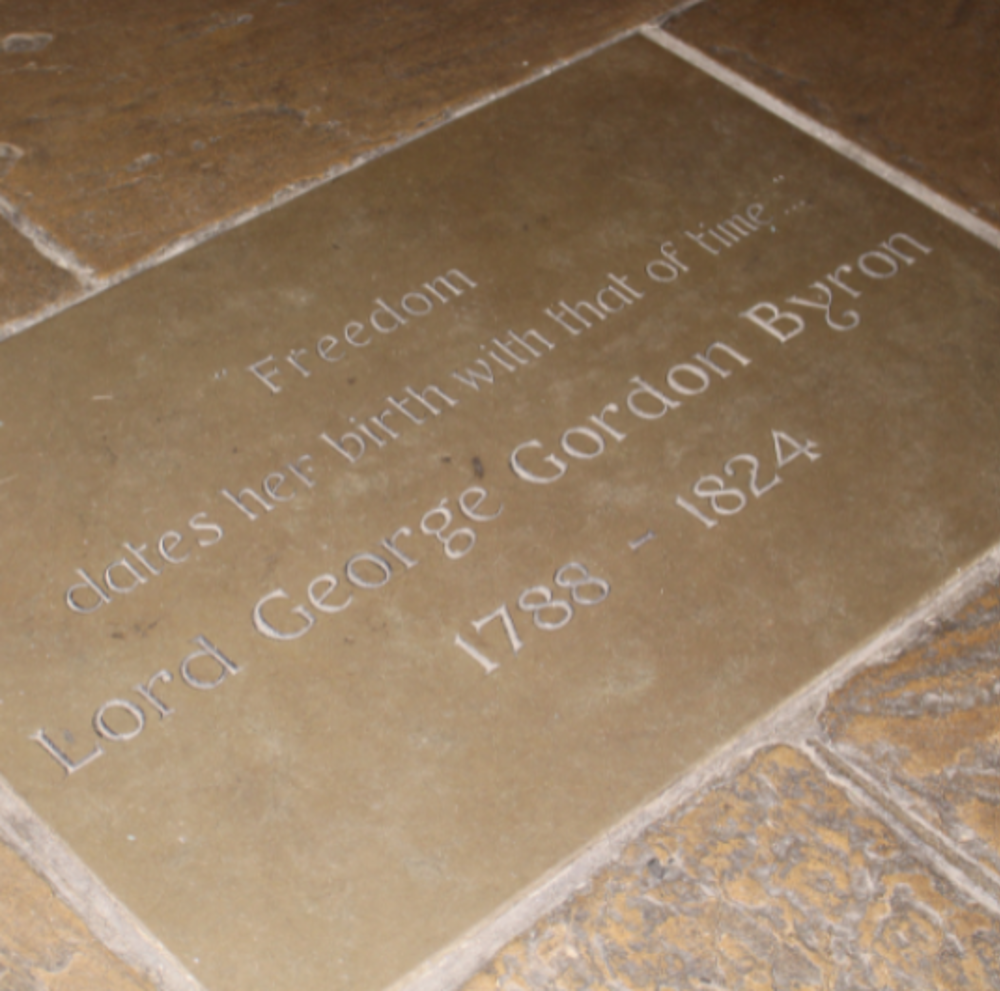 " Freedom
dates her birth with that of time," ...
Lord George Gordon Byron
1788 - 1824